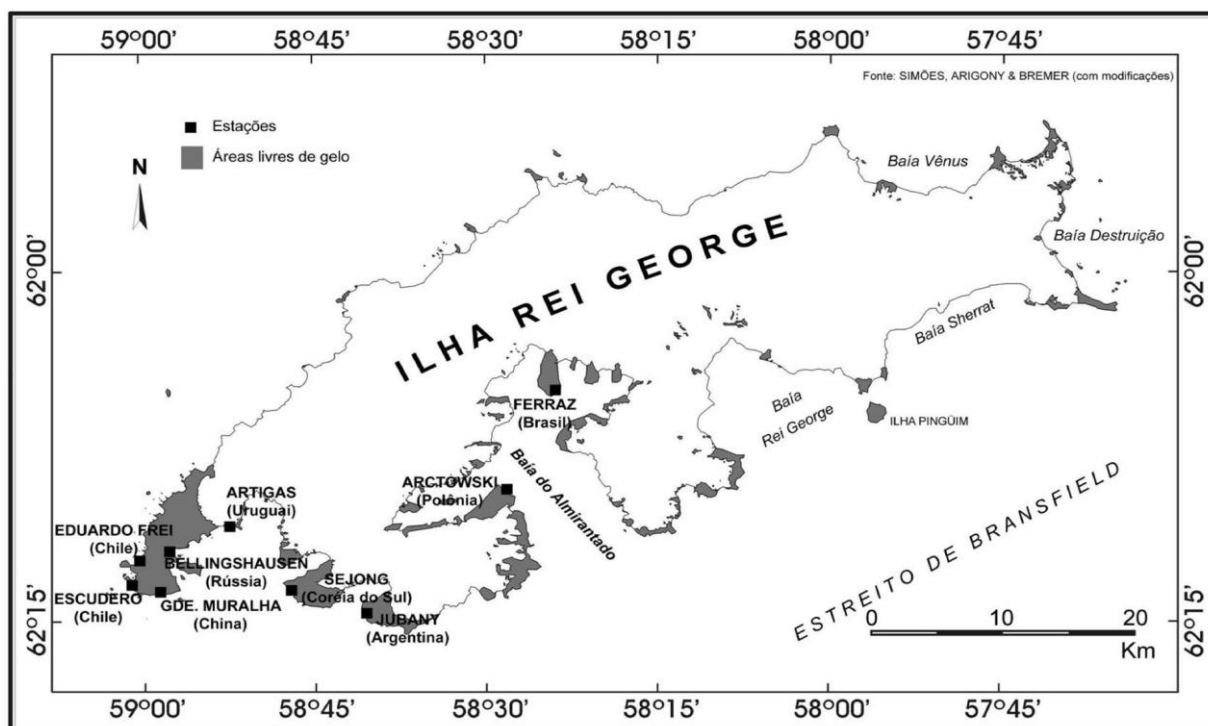 59°00' 58°45' 58°30' 58°15' 58°00' 57°45'
Fonte: SIMÕES, ARIGONY & BREMER (com modificações)
Estações
Áreas livres de gelo
N
Baía Vênus
Baía Destruição
62°00'
62°00'
ILHA REI GEORGE
Baía Sherrat
FERRAZ
(Brasil)
Baía
Rei George
ILHA PINGÜIM
Baía do Almirantado
ARCTOWSKI
(Polônia)
ESTREITO DE BRANSFIELD
ARTIGAS
(Uruguai)
EDUARDO FREI
(Chile)
BELLINGSHAUSEN
(Rússia)
ESCUDERO
(Chile)
GDE. MURALHA
(China)
SEJONG
(Coréia do Sul)
JUBANY
(Argentina)
62°15'
62°15'
0 10 20
Km
59°00' 58°45' 58°30' 58°15' 58°00' 57°45'